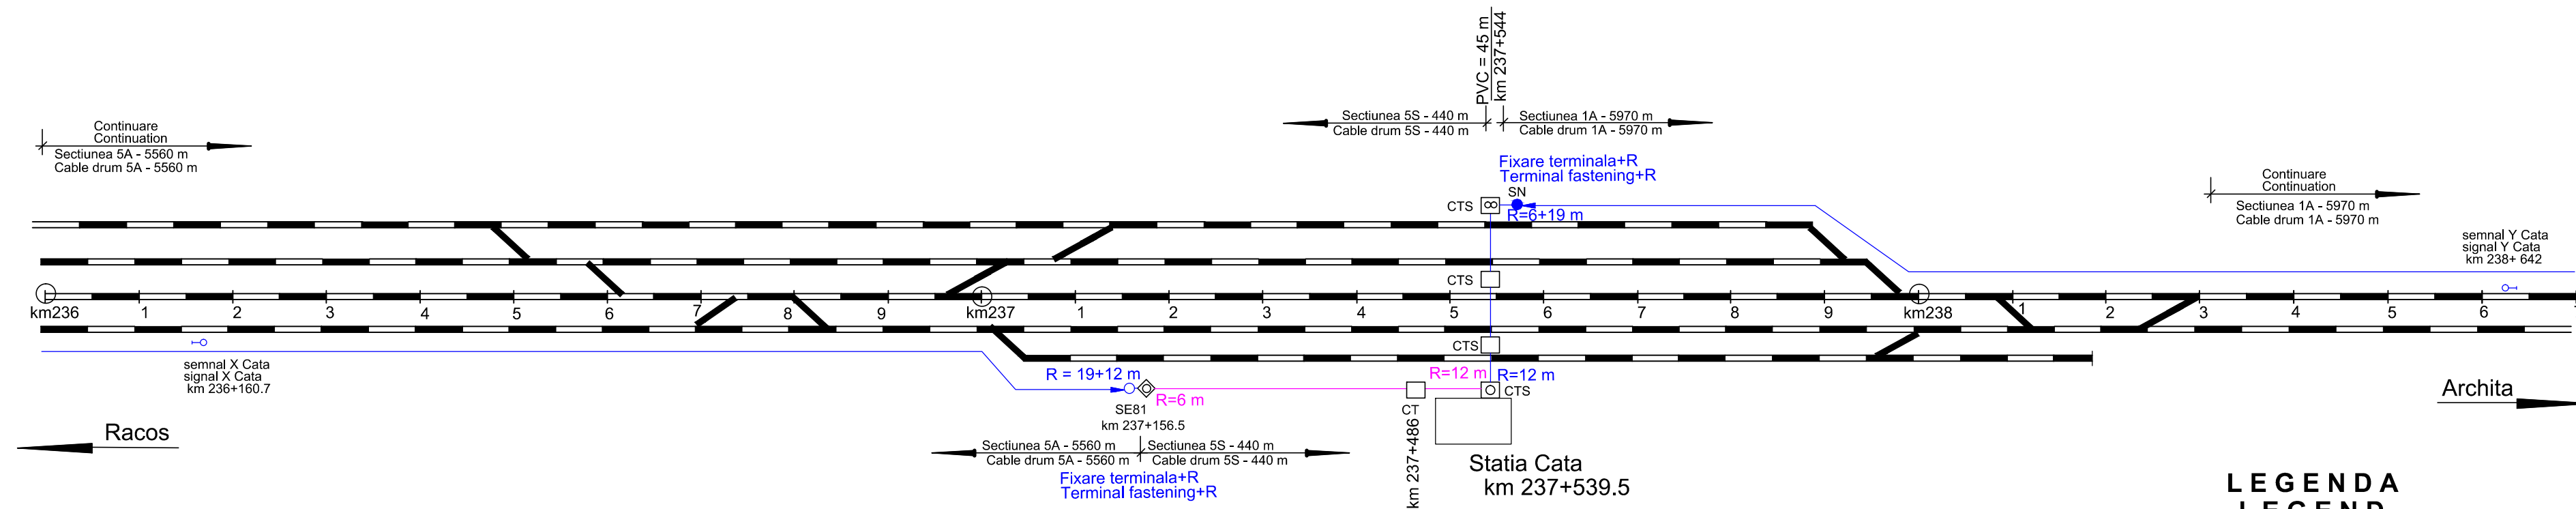 PVC = 45 m
km 237+544
Sectiunea 5S - 440 m
Cable drum 5S - 440 m
Sectiunea 1A - 5970 m
Cable drum 1A - 5970 m
Continuare
Continuation
Sectiunea 5A - 5560 m
Cable drum 5A - 5560 m
Fixare terminala+R
Terminal fastening+R
Continuare
Continuation
Sectiunea 1A - 5970 m
Cable drum 1A - 5970 m
SN
CTS
R=6+19 m
semnal Y Cata
signal Y Cata
km 238+ 642
CTS
km236 1 2 3 4 5 6 7 8 9 km237 1 2 3 4 5 6 7 8 9 km238 1 2 3 4 5 6
CTS
semnal X Cata
signal X Cata
km 236+160.7
R = 19+12 m
R=6 m
R=12 m
R=12 m
CTS
SE81
km 237+156.5
CT
km 237+486
Archita
Racos
Sectiunea 5A - 5560 m
Cable drum 5A - 5560 m
Sectiunea 5S - 440 m
Cable drum 5S - 440 m
Fixare terminala+R
Terminal fastening+R
Statia Cata
km 237+539.5
LEGENDA
LEGEND